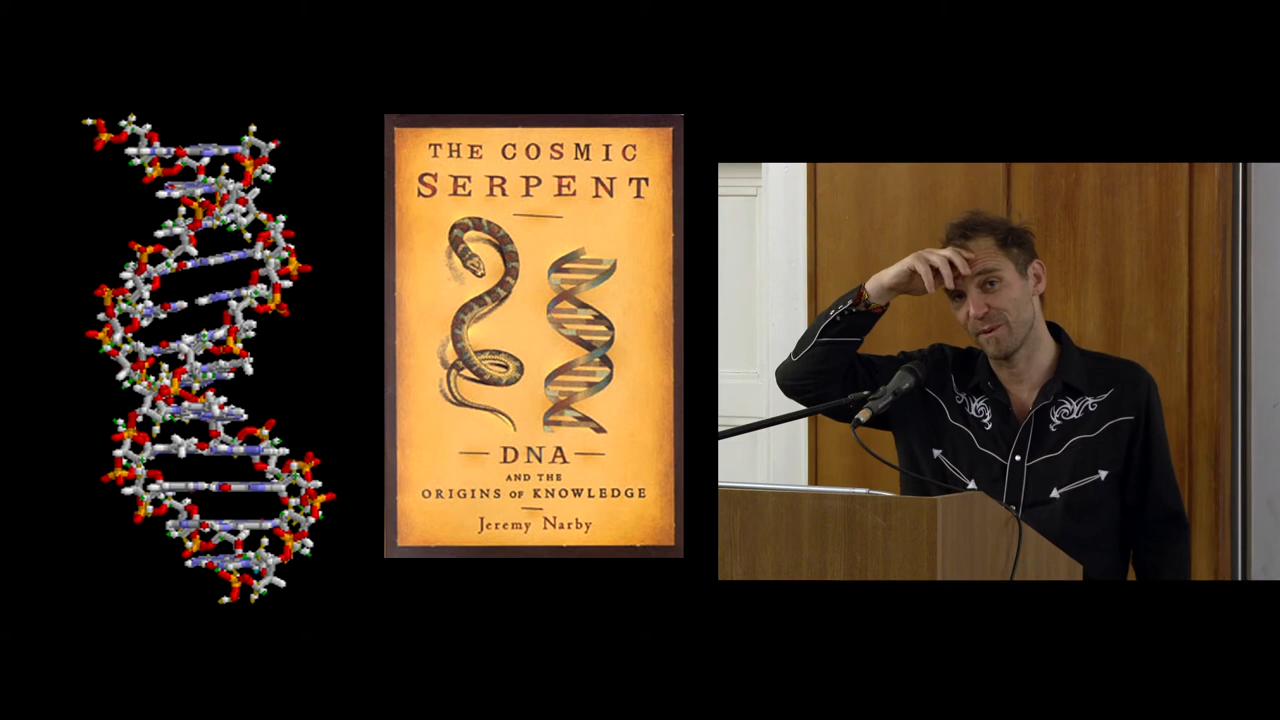 THE COSMIC
SERPENT
DNA
AND THE
ORIGINS OF KNOWLEDGE
Jeremy Narby